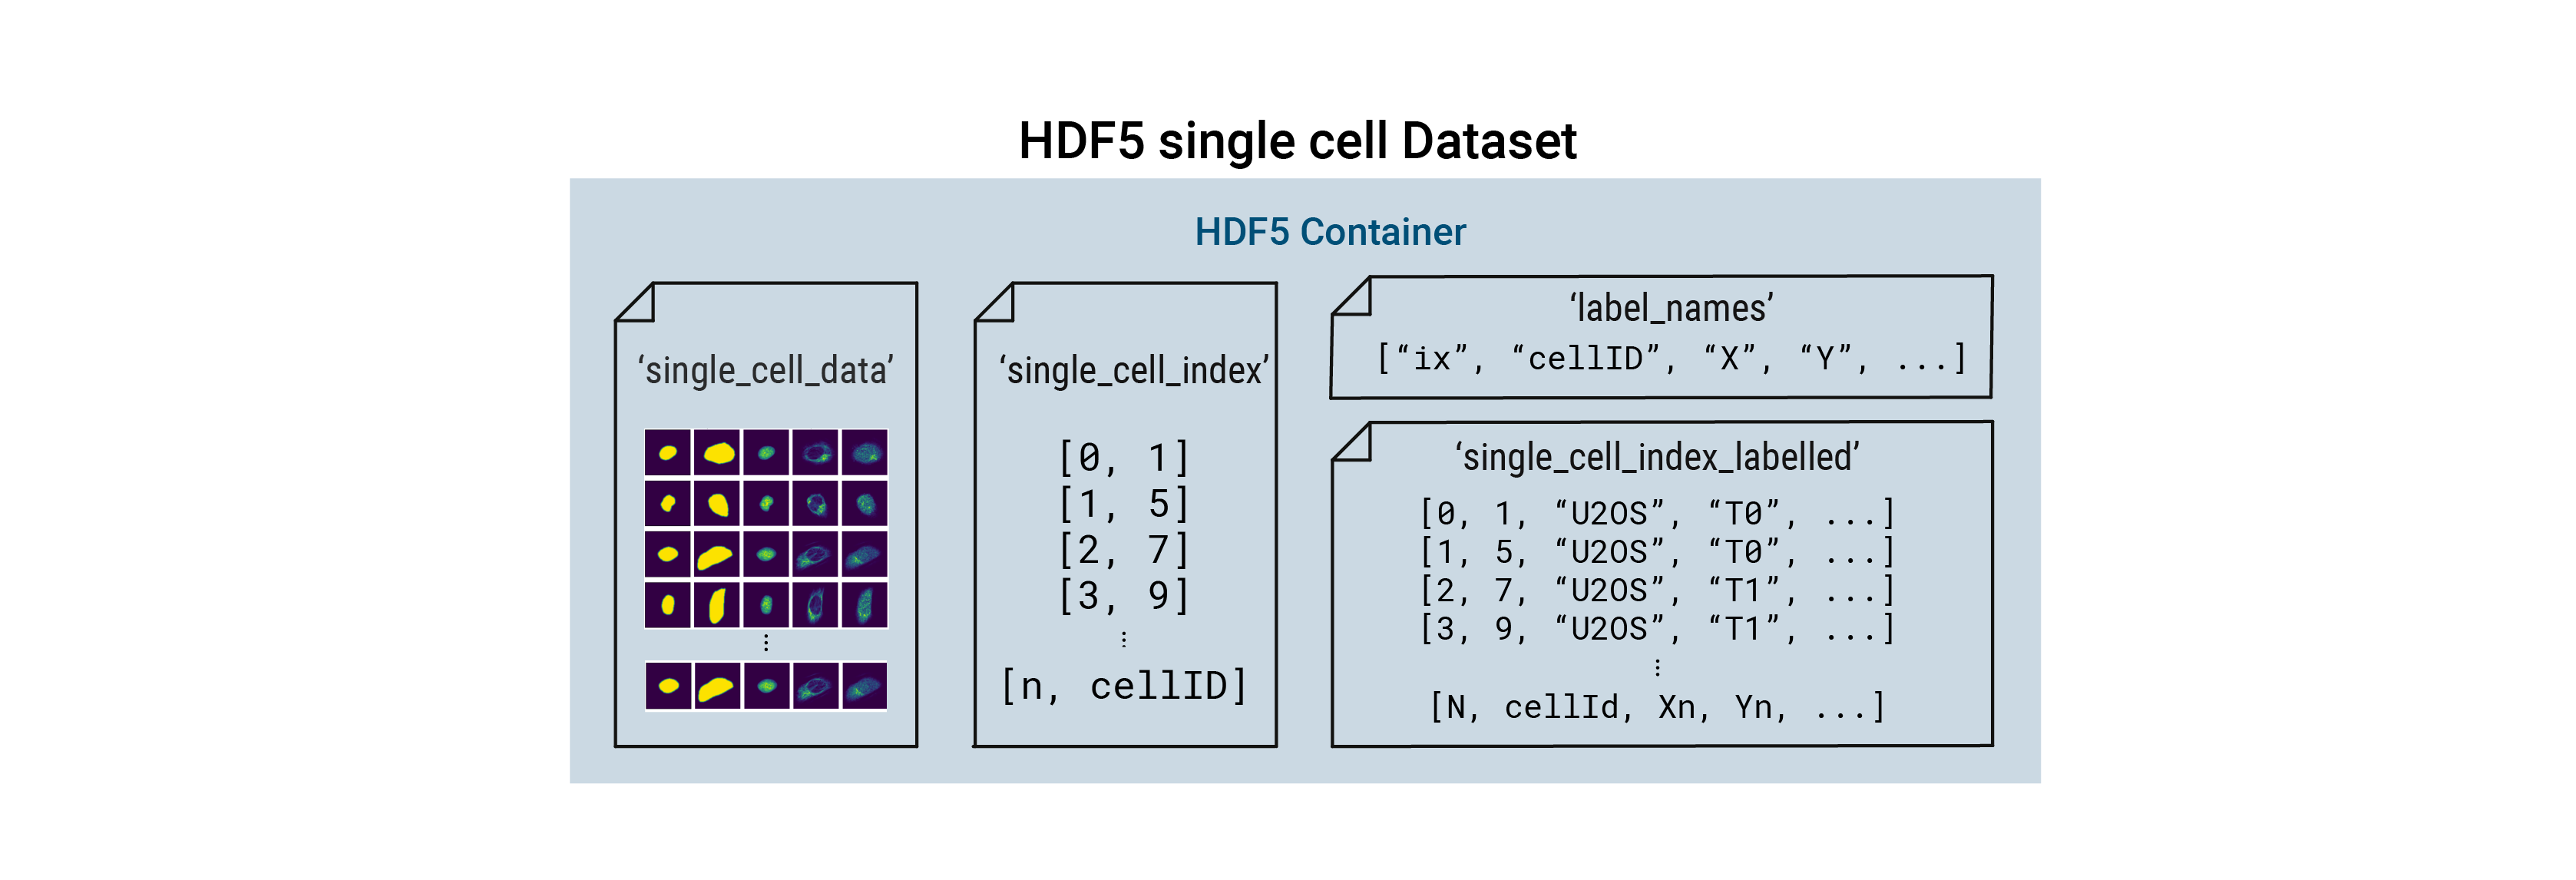 HDF5 single cell Dataset
HDF5 Container
‘single_cell_data’
‘single_cell_index’
[0, 1]
[1, 5]
[2, 7]
[3, 9]
[n, cellID]
‘label_names’
[“ix”, “cellID”, “X”, “Y”, ...]
‘single_cell_index_labelled’
[0, 1, “U2OS”, “T0”, ...]
[1, 5, “U2OS”, “T0”, ...]
[2, 7, “U2OS”, “T1”, ...]
[3, 9, “U2OS”, “T1”, ...]
[N, cellId, Xn, Yn, ...]